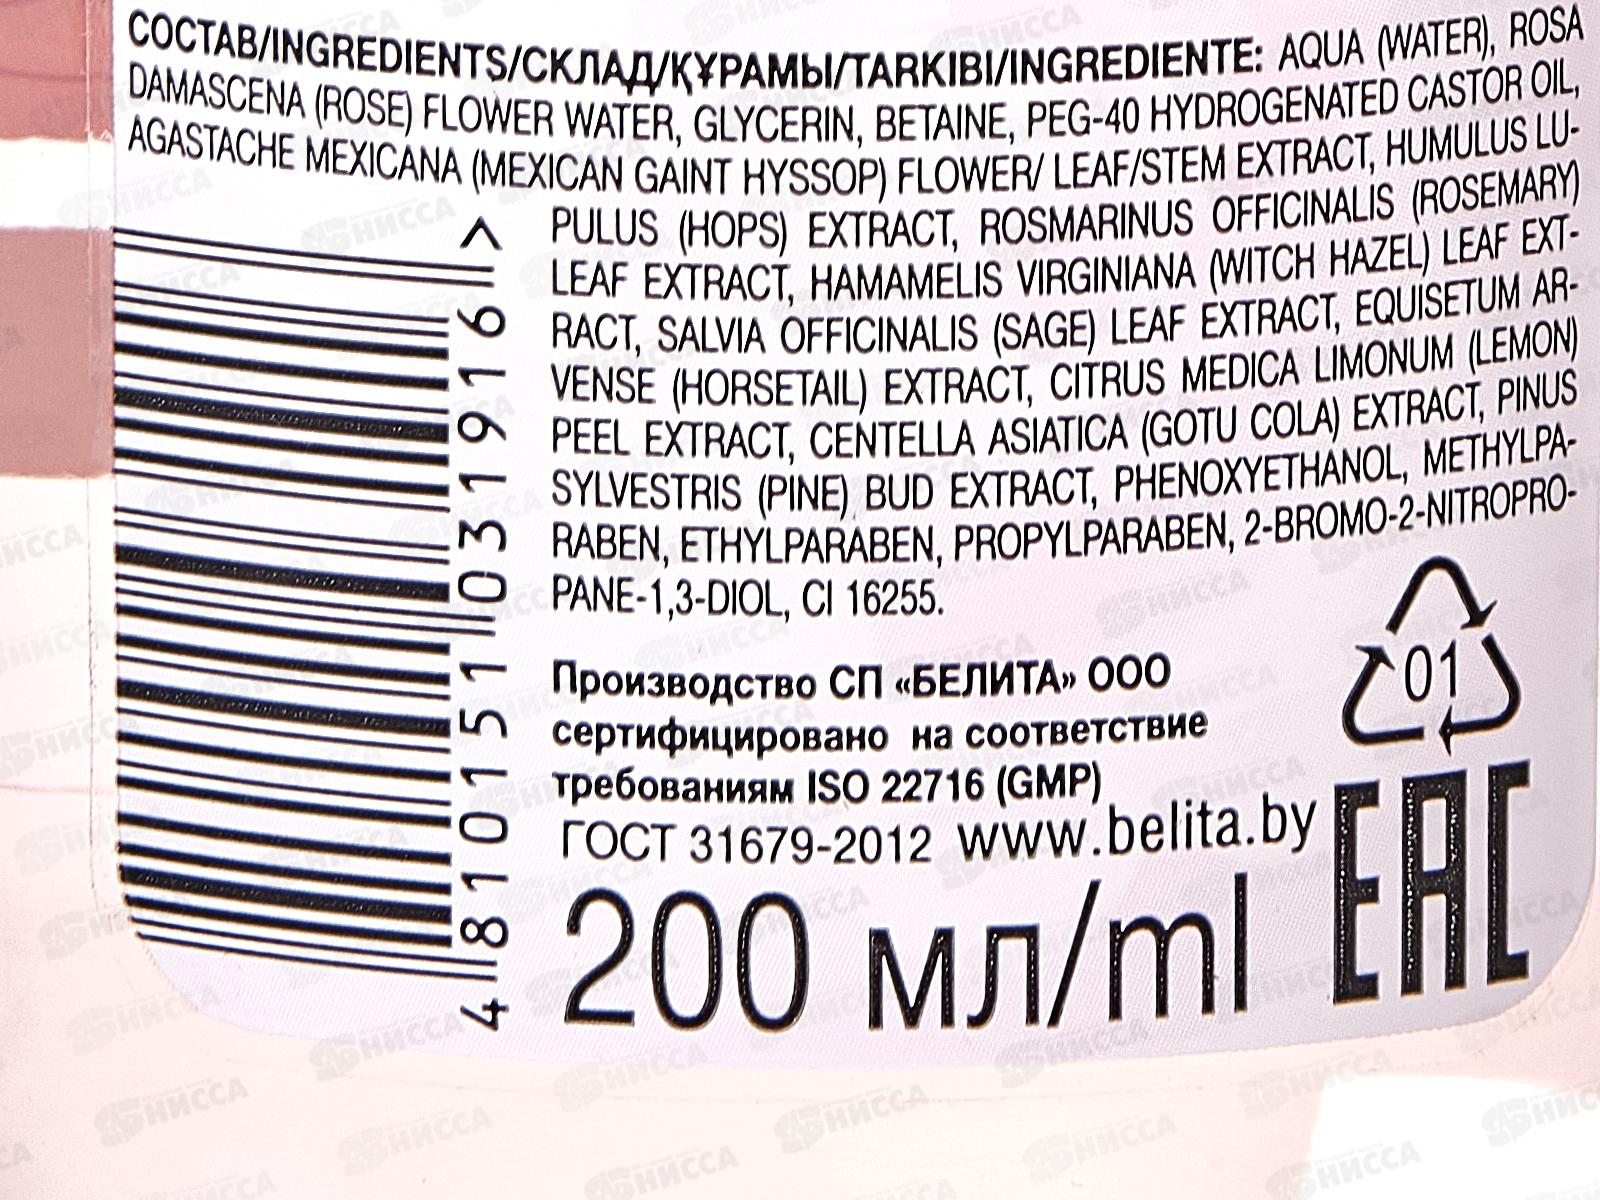 СОСТАВ/INGREDIENTS/СКЛАД/ҚҰРАМЫ/TARKIBI/INGREDIENTE: AQUA (WATER), ROSA
DAMASCENA (ROSE) FLOWER WATER, GLYCERIN, BETAINE, PEG-40 HYDROGENATED CASTOR OIL,
AGASTACHE MEXICANA (MEXICAN GAINT HYSSOP) FLOWER/ LEAF/STEM EXTRACT, HUMULUS LU-
PULUS (HOPS) EXTRACT, ROSMARINUS OFFICINALIS (ROSEMARY)
LEAF EXTRACT, HAMAMELIS VIRGINIANA (WITCH HAZEL) LEAF EXT-
RACT, SALVIA OFFICINALIS (SAGE) LEAF EXTRACT, EQUISETUM AR-
VENSE (HORSETAIL) EXTRACT, CITRUS MEDICA LIMONUM (LEMON)
PEEL EXTRACT, CENTELLA ASIATICA (GOTU COLA) EXTRACT, PINUS
SYLVESTRIS (PINE) BUD EXTRACT, PHENOXYETHANOL, METHYLPA-
RABEN, ETHYLPARABEN, PROPYLPARABEN, 2-BROMO-2-NITROPRO-
PANE-1,3-DIOL, CI 16255.
4 810151 031916 >
Производство СП «БЕЛИТА» ООО
сертифицировано на соответствие
требованиям ISO 22716 (GMP)
ГОСТ 31679-2012 www.belita.by
01
200 мл/ml
EAC
НИССА